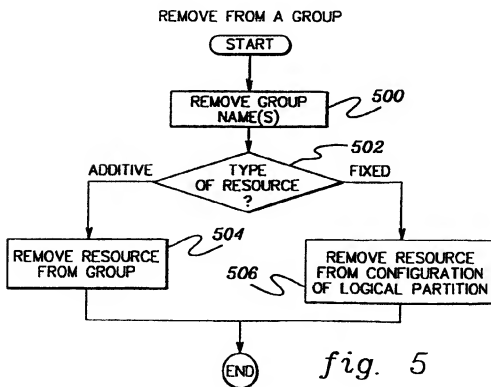 REMOVE FROM A GROUP
START
REMOVE GROUP
NAME(S)
500
502
ADDITIVE
TYPE
OF RESOURCE
?
FIXED
504
REMOVE RESOURCE
FROM GROUP
506
REMOVE RESOURCE
FROM CONFIGURATION
OF LOGICAL PARTITION
END
fig. 5